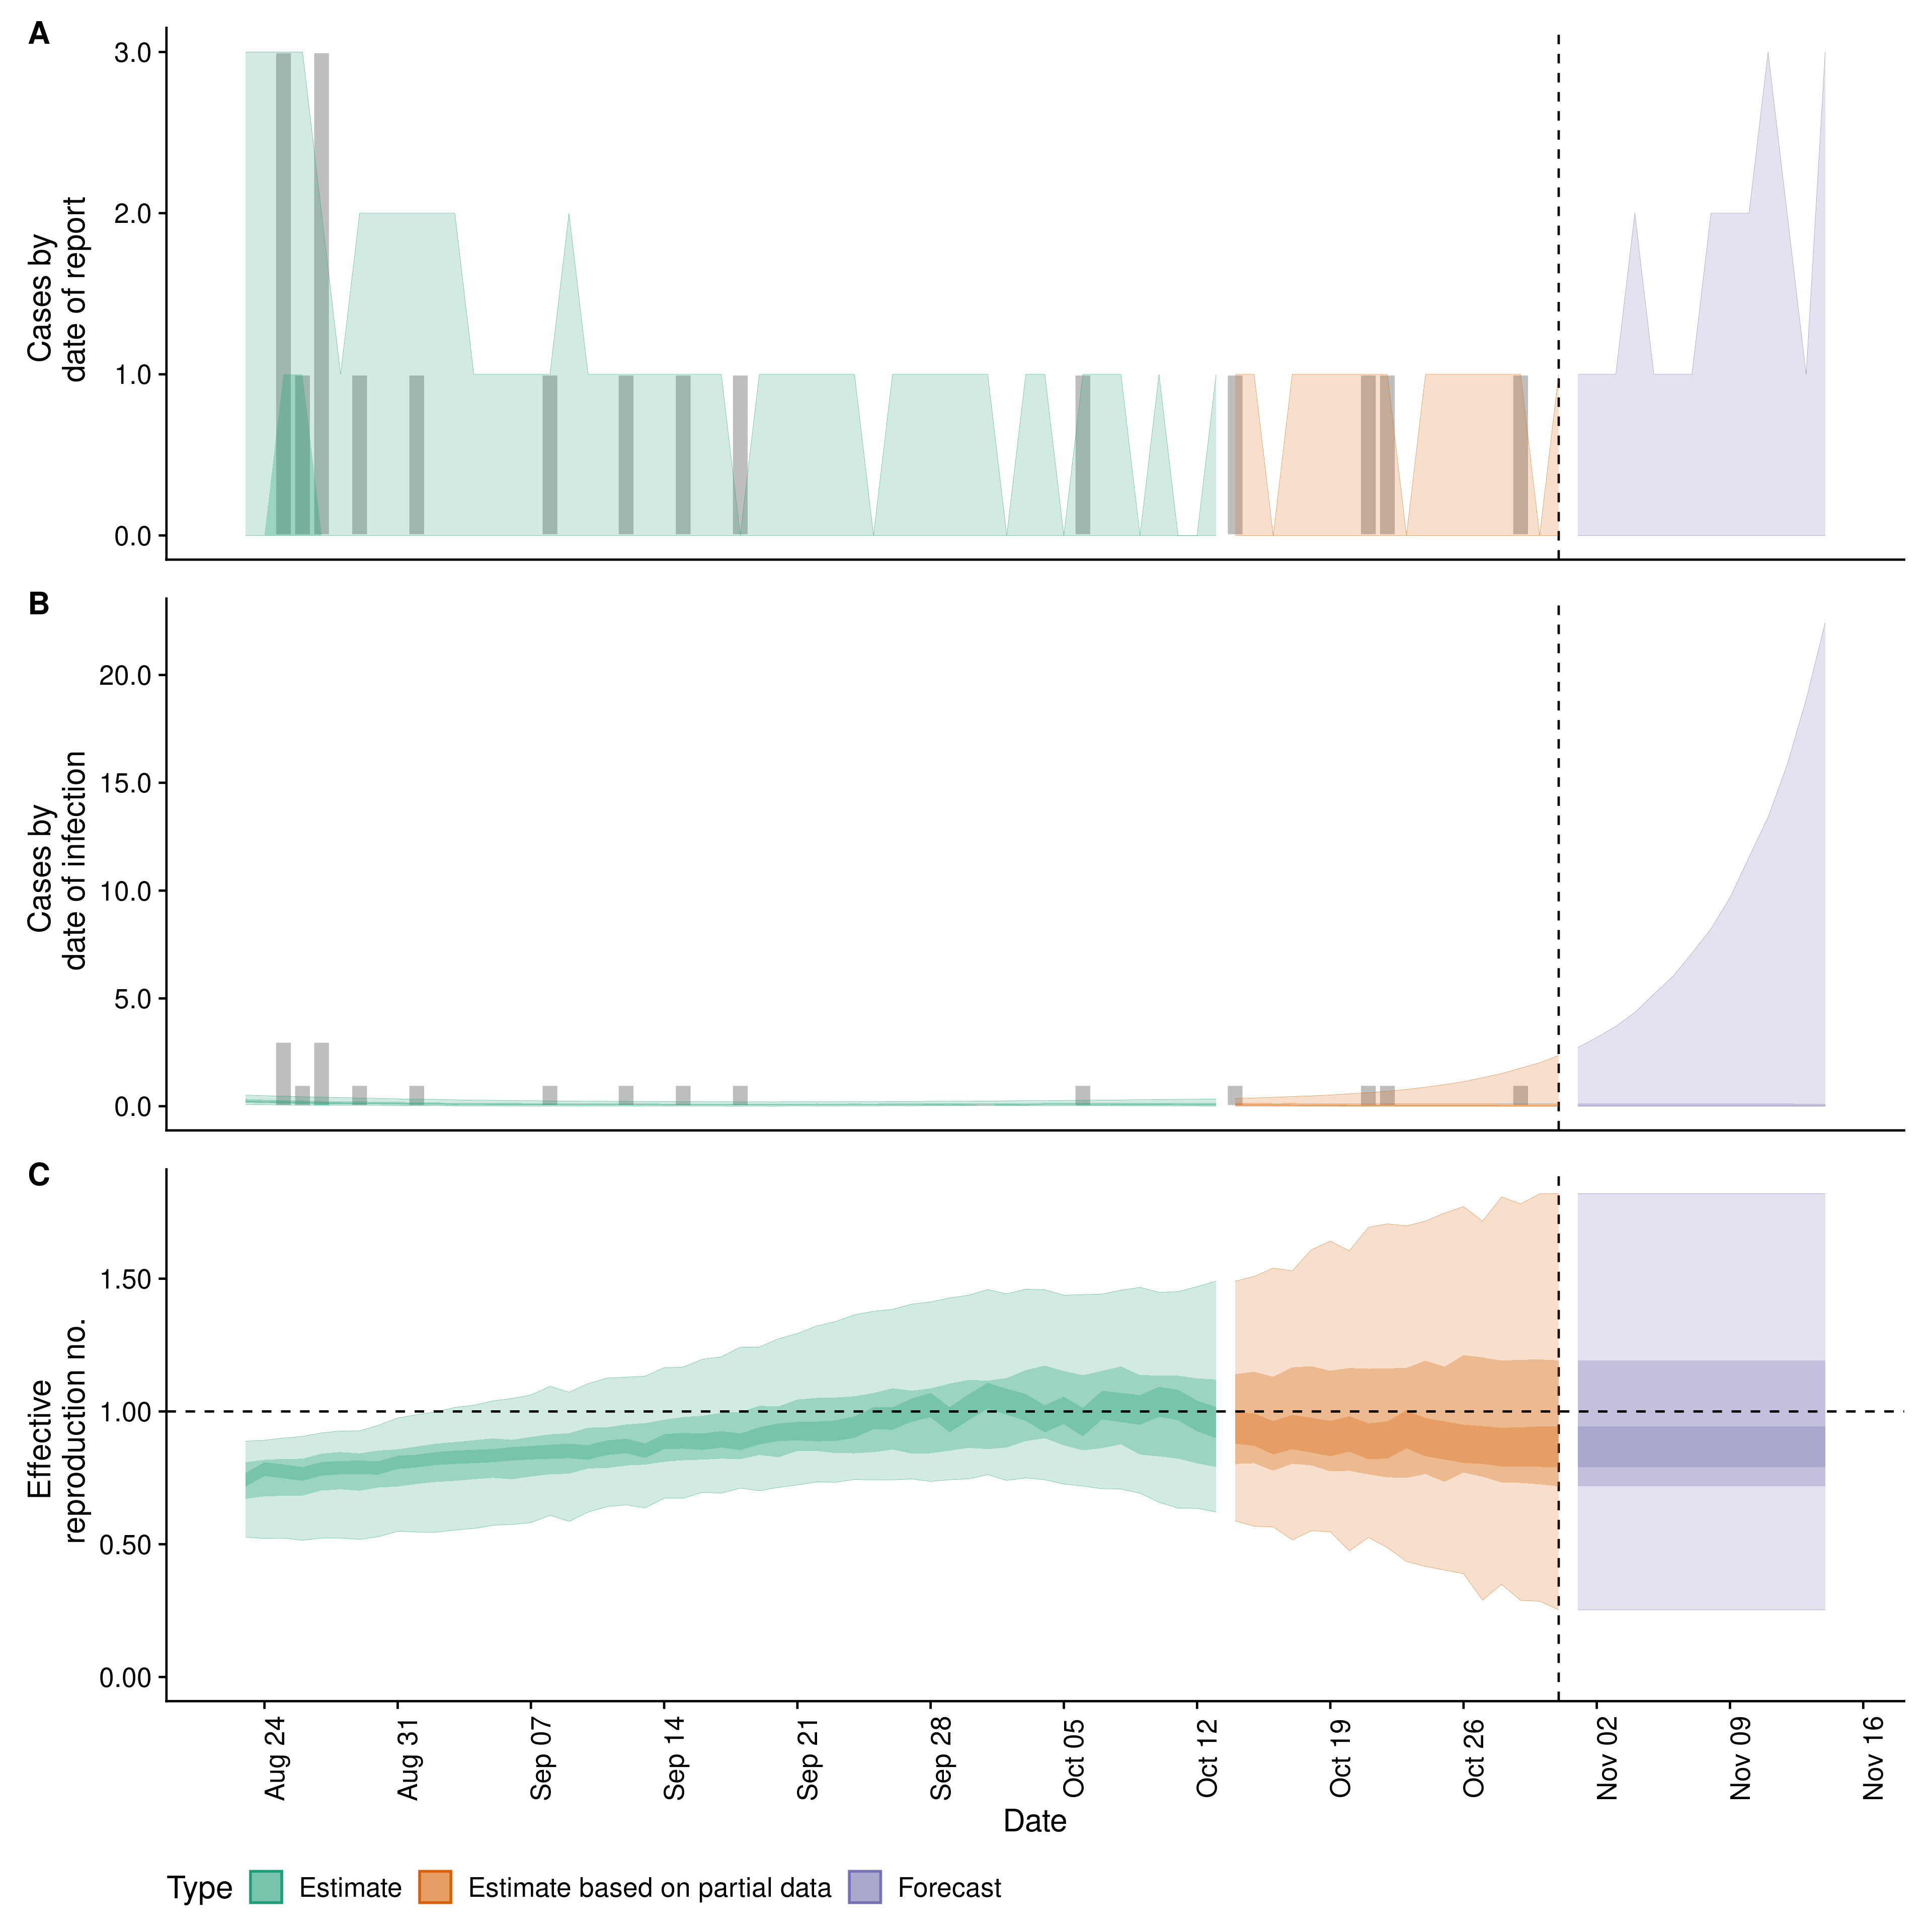 A
Cases by
date of report
3.0
2.0
1.0
0.0
B
Cases by
date of infection
20.0
15.0
10.0
5.0
0.0
C
Effective
reproduction no.
1.50
1.00
0.50
0.00
Aug 24
Aug 31
Sep 07
Sep 14
Sep 21
Sep 28
Oct 05
Oct 12
Oct 19
Oct 26
Nov 02
Nov 09
Nov 16
Date
Type Estimate Estimate based on partial data Forecast